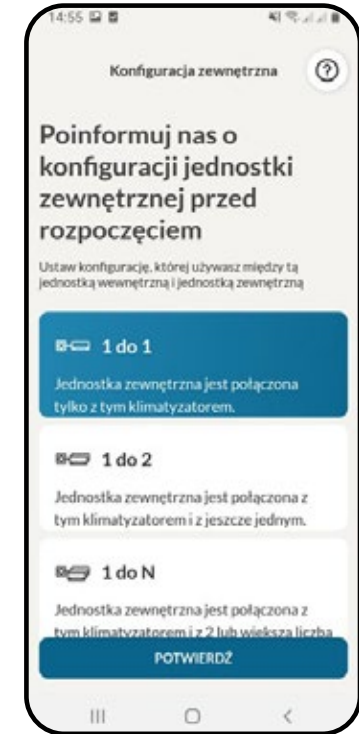 14:55
Konfiguracja zewnętrzna
Poinformuj nas o
konfiguracji jednostki
zewnętrznej przed
rozpoczęciem
Ustaw konfigurację, której używasz między tą
jednostką wewnętrzną i jednostką zewnętrzną
1 do 1
Jednostka zewnętrzna jest połączona
tylko z tym klimatyzatorem.
1 do 2
Jednostka zewnętrzna jest połączona z
tym klimatyzatorem i z jeszcze jednym.
1 do N
Jednostka zewnętrzna jest połączona z
tym klimatyzatorem i z 2 lub większą liczbą
POTWIERDŹ